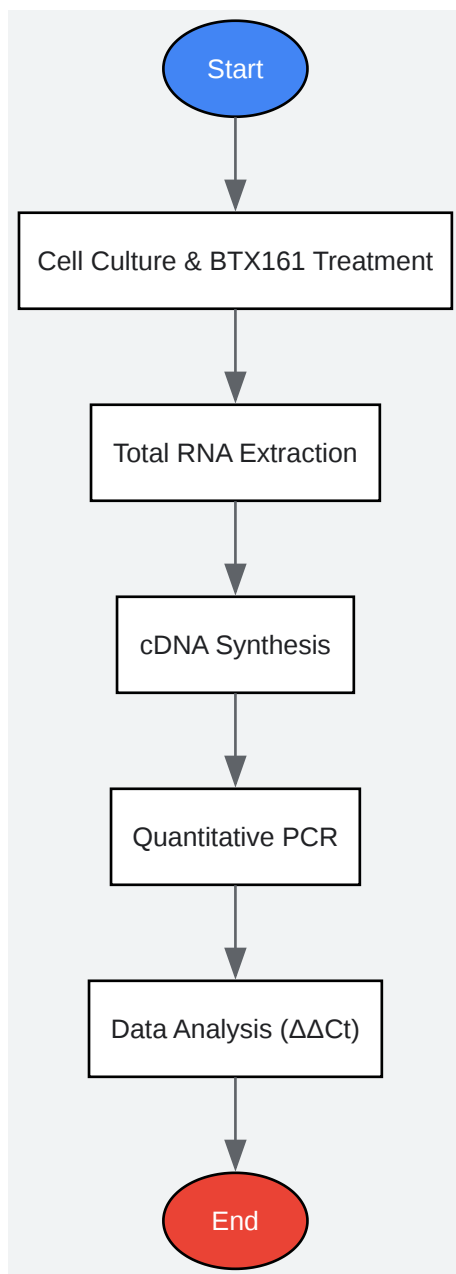 Start
Cell Culture & BTX161 Treatment
Total RNA Extraction
cDNA Synthesis
Quantitative PCR
Data Analysis (ΔΔCt)
End